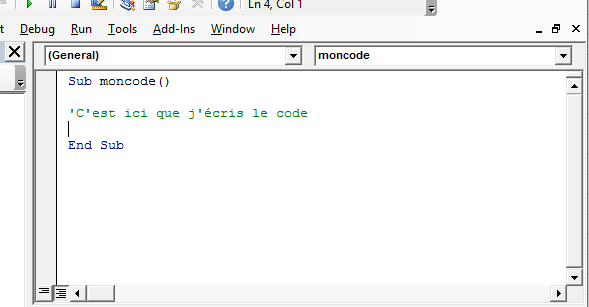 Ln 4, Col 1
t Debug Run Tools Add-Ins Window Help
(General) moncode
Sub moncode()
'C'est ici que j'écris le code
End Sub